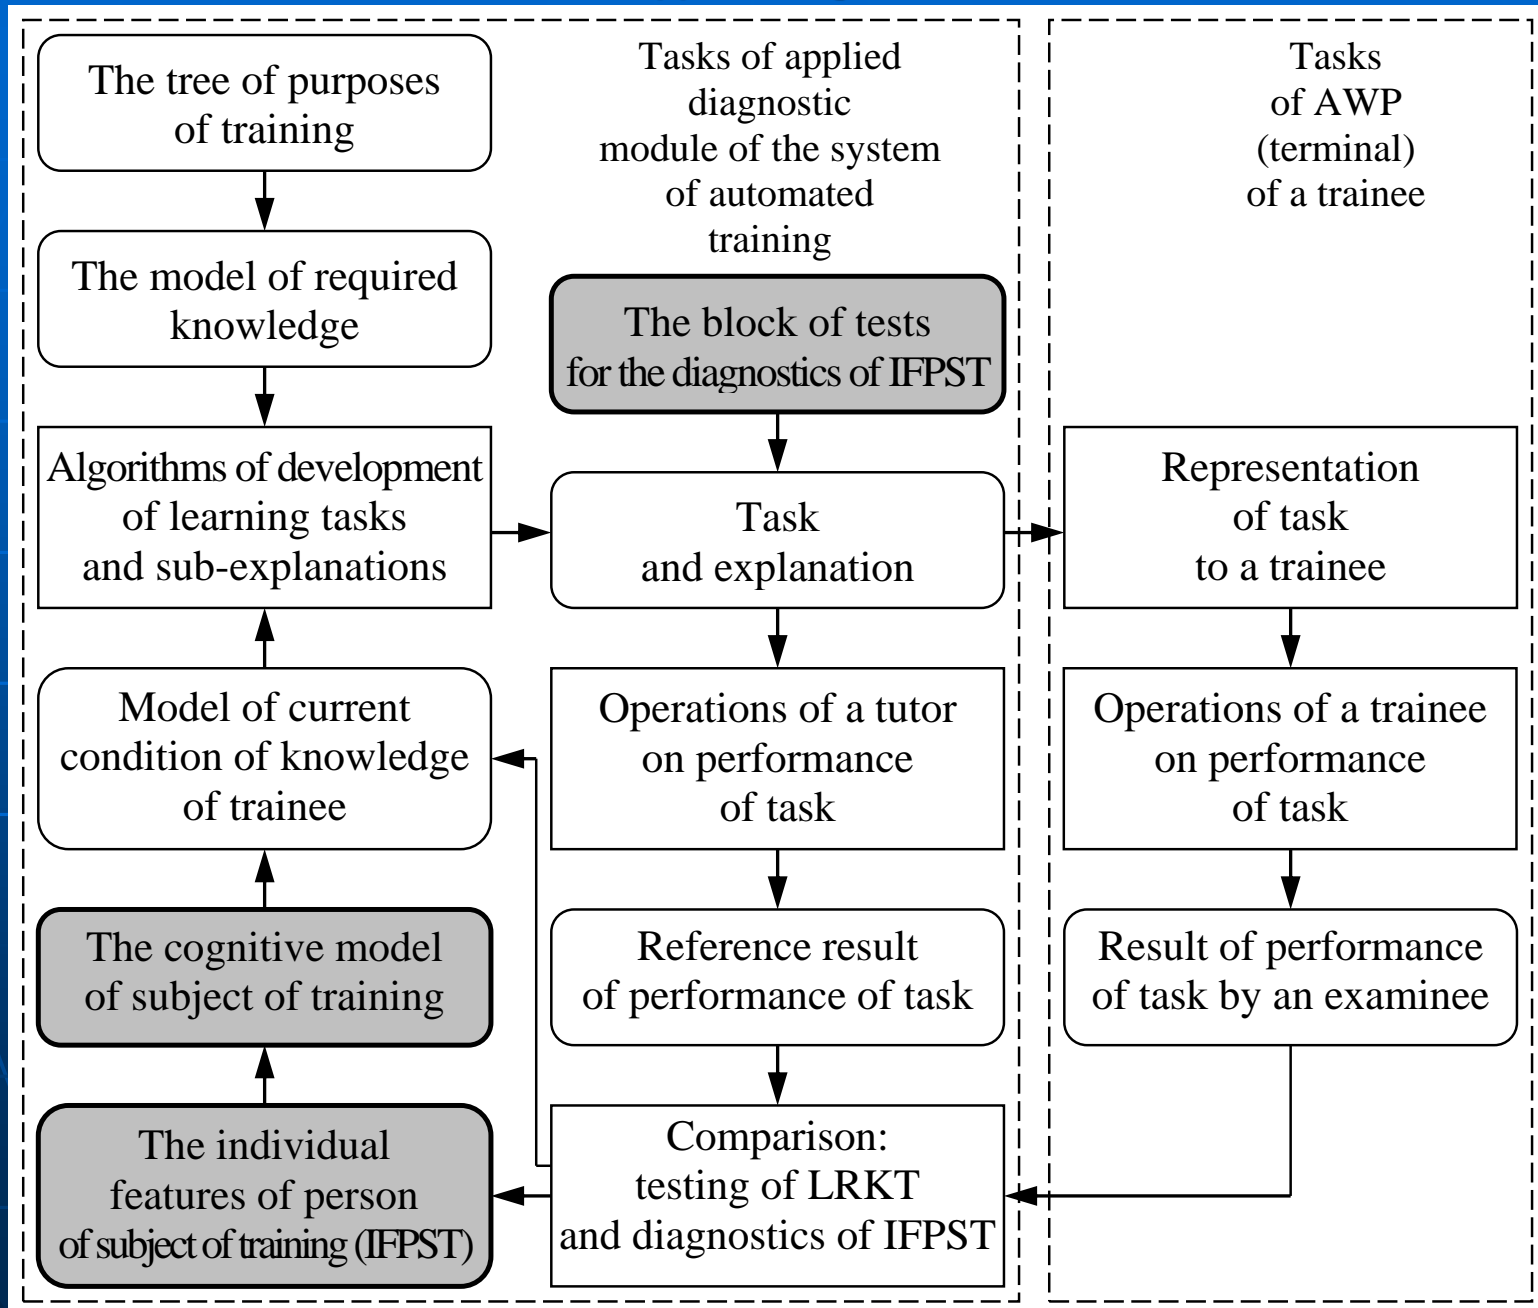 The tree of purposes
of training
Tasks of applied
diagnostic
module of the system
of automated
training
Tasks
of AWP
(terminal)
of a trainee
The model of required
knowledge
The block of tests
for the diagnostics of IFPST
Algorithms of development
of learning tasks
and sub-explanations
Task
and explanation
Representation
of task
to a trainee
Model of current
condition of knowledge
of trainee
Operations of a tutor
on performance
of task
Operations of a trainee
on performance
of task
The cognitive model
of subject of training
Reference result
of performance of task
Result of performance
of task by an examinee
The individual
features of person
of subject of training (IFPST)
Comparison:
testing of LRKT
and diagnostics of IFPST